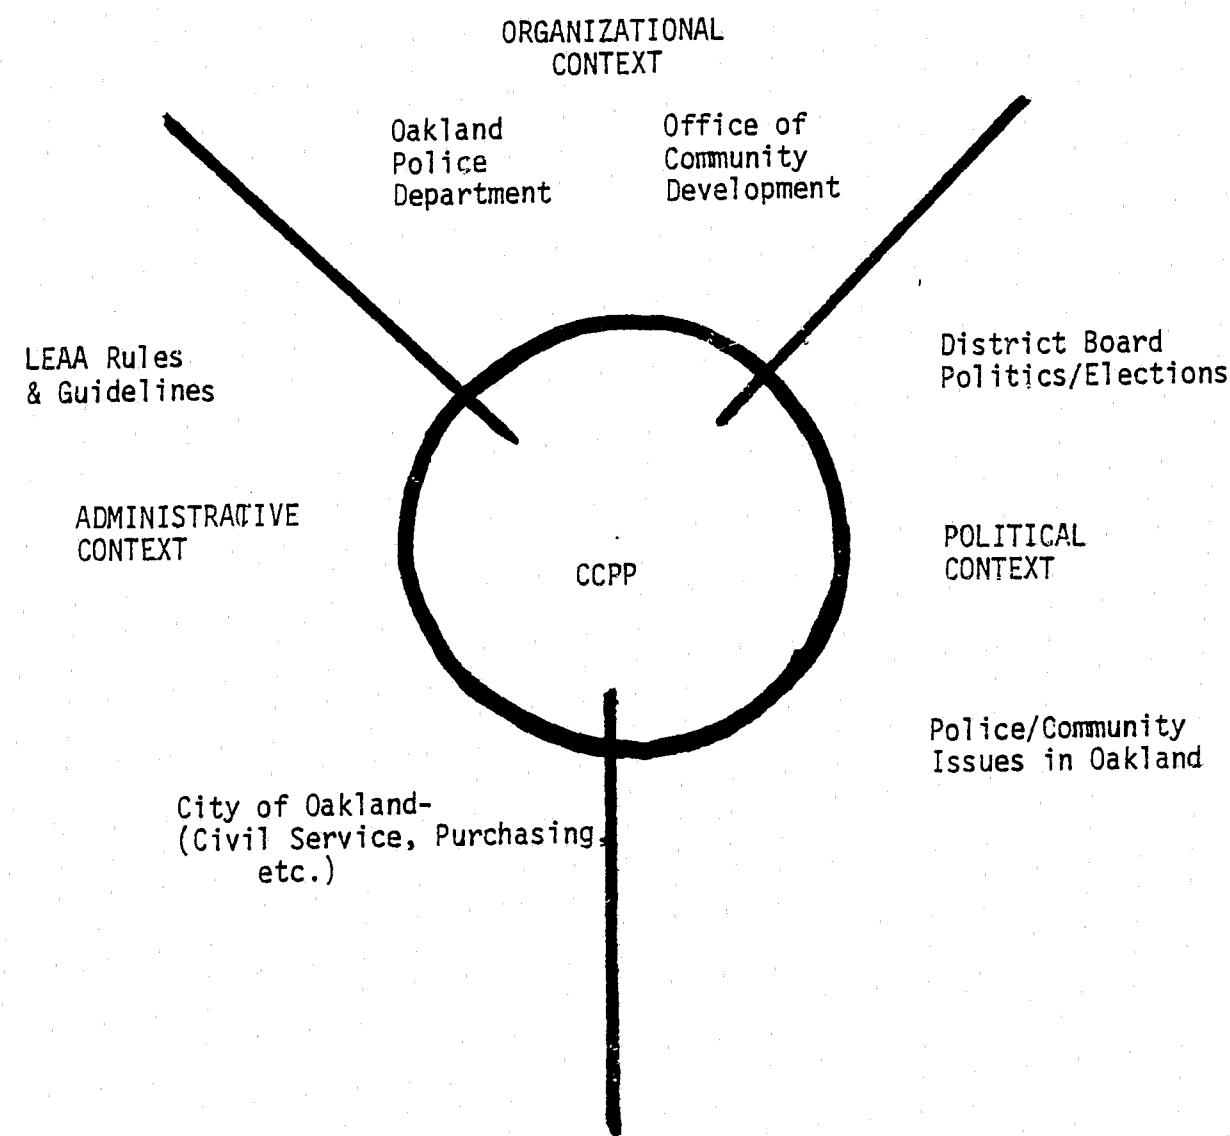 ORGANIZATIONAL
CONTEXT
Oakland
Police
Department
Office of
Community
Development
LEAA Rules
& Guidelines
District Board
Politics/Elections
ADMINISTRATIVE
CONTEXT
POLITICAL
CONTEXT
CCPP
Police/Community
Issues in Oakland
City of Oakland-
(Civil Service, Purchasing,
etc.)